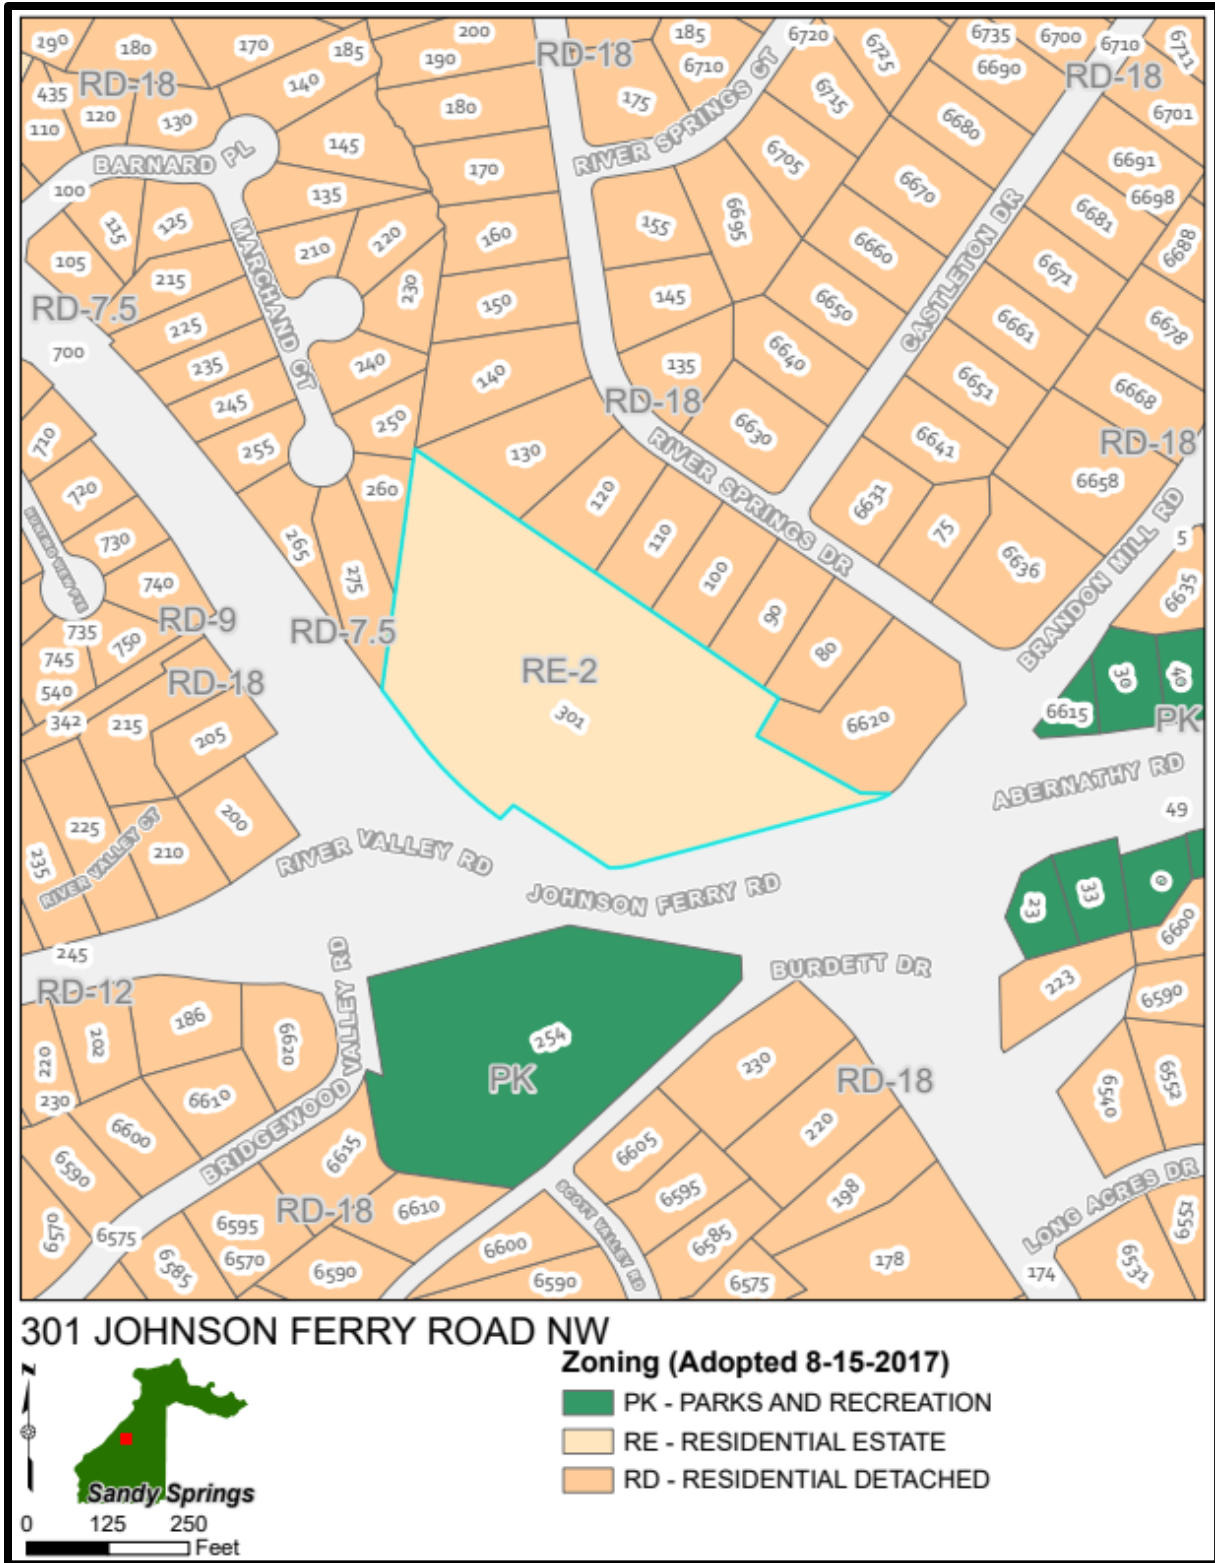 290 180 170 185 200 190 RD-18 185 6710 6720 6725 6735 6700 6710 6711
RD-18 140 6690 RD-18
435 120 130 180 175 6715 6680 6701
110 145 RIVER SPRINGS CT
BARNARD PL 170 6705 6691
100 135 6670 6698
115 125 155 6695 6681
MARCHAND CT 210 220 160 6660 6688
105 215 230 CASTLETON DR 6671
RD-7.5 225 150 145 6650 6661 6678
700 235 240 140 135 6640 6651 6668
245 250 RD-18 6630 6641 RD-18
710 255 130 RIVER SPRINGS DR
720 260 120 6631 6658
730 265 110 75 BRANDON MILL RD 5
740 275 100 6636 6635
735 750 RD-9 RD-7.5 90 30 40
745 RD-18 RE-2 80
540 301 6615 PK
342 215 205 6620
ABERNATHY RD
225 200 49
235 RIVER VALLEY CT 210 RIVER VALLEY RD
JOHNSON FERRY RD 23 33 0
245 6600
RD-12 BURDETT DR 223
202 186 6620 BRIDGEWOOD VALLEY RD 254 6590
220 230
230 6610 PK RD-18 6540 6552
6600 220
6590 6615 6605
6595 198
RD-18 6610 SCOTT VALLEY RD LONG ACRES DR
6570 6575 6595 6600 6585 6551
6585 6570 6590 6590 6575 178 174 6531
301 JOHNSON FERRY ROAD NW
N
Sandy Springs
0 125 250
Feet
Zoning (Adopted 8-15-2017)
PK - PARKS AND RECREATION
RE - RESIDENTIAL ESTATE
RD - RESIDENTIAL DETACHED